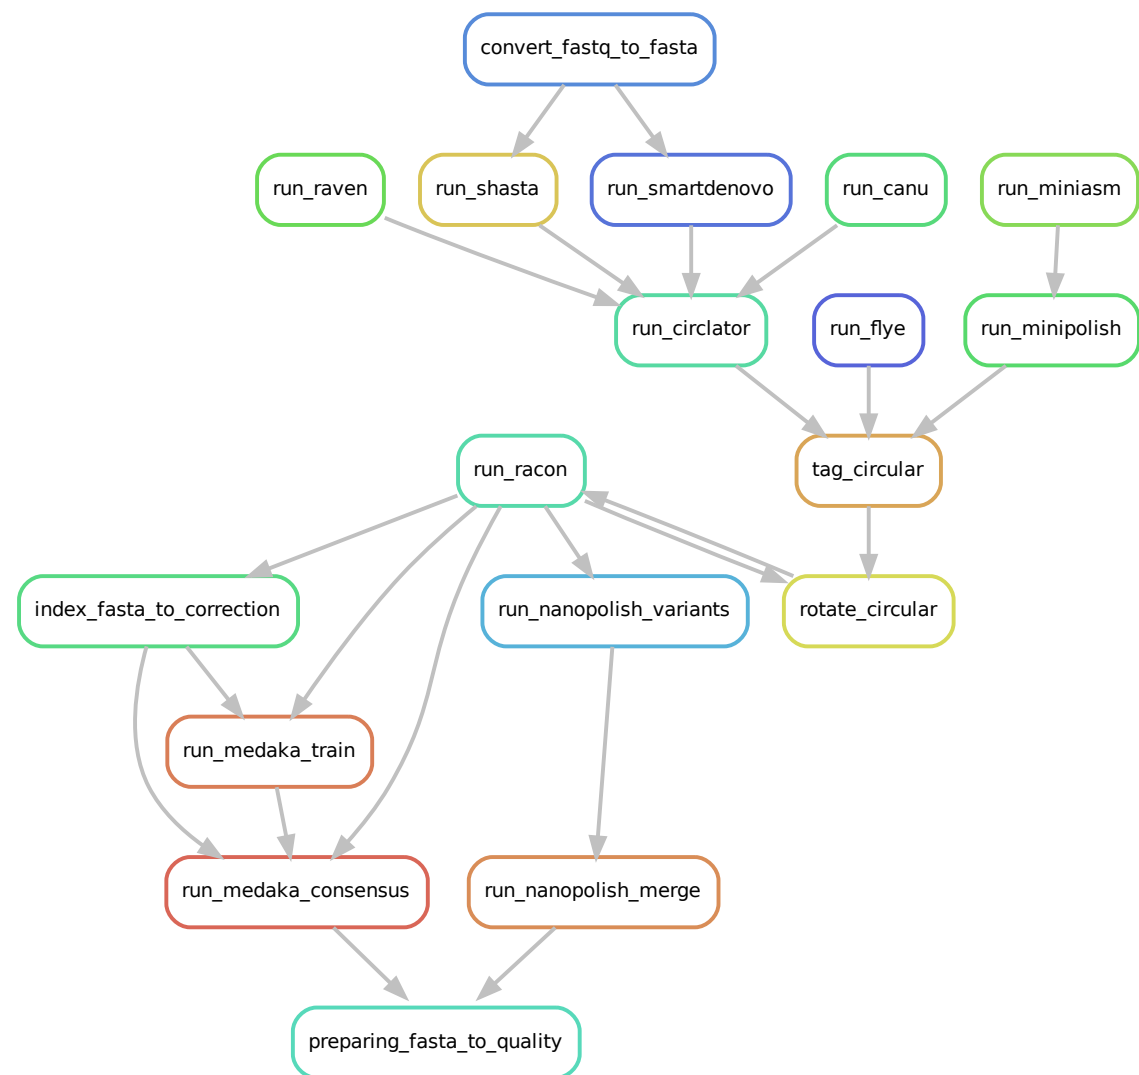 convert_fastq_to_fasta
run_raven
run_shasta
run_smartdenovo
run_canu
run_miniasm
run_circlator
run_flye
run_minipolish
run_racon
tag_circular
index_fasta_to_correction
run_nanopolish_variants
rotate_circular
run_medaka_train
run_medaka_consensus
run_nanopolish_merge
preparing_fasta_to_quality